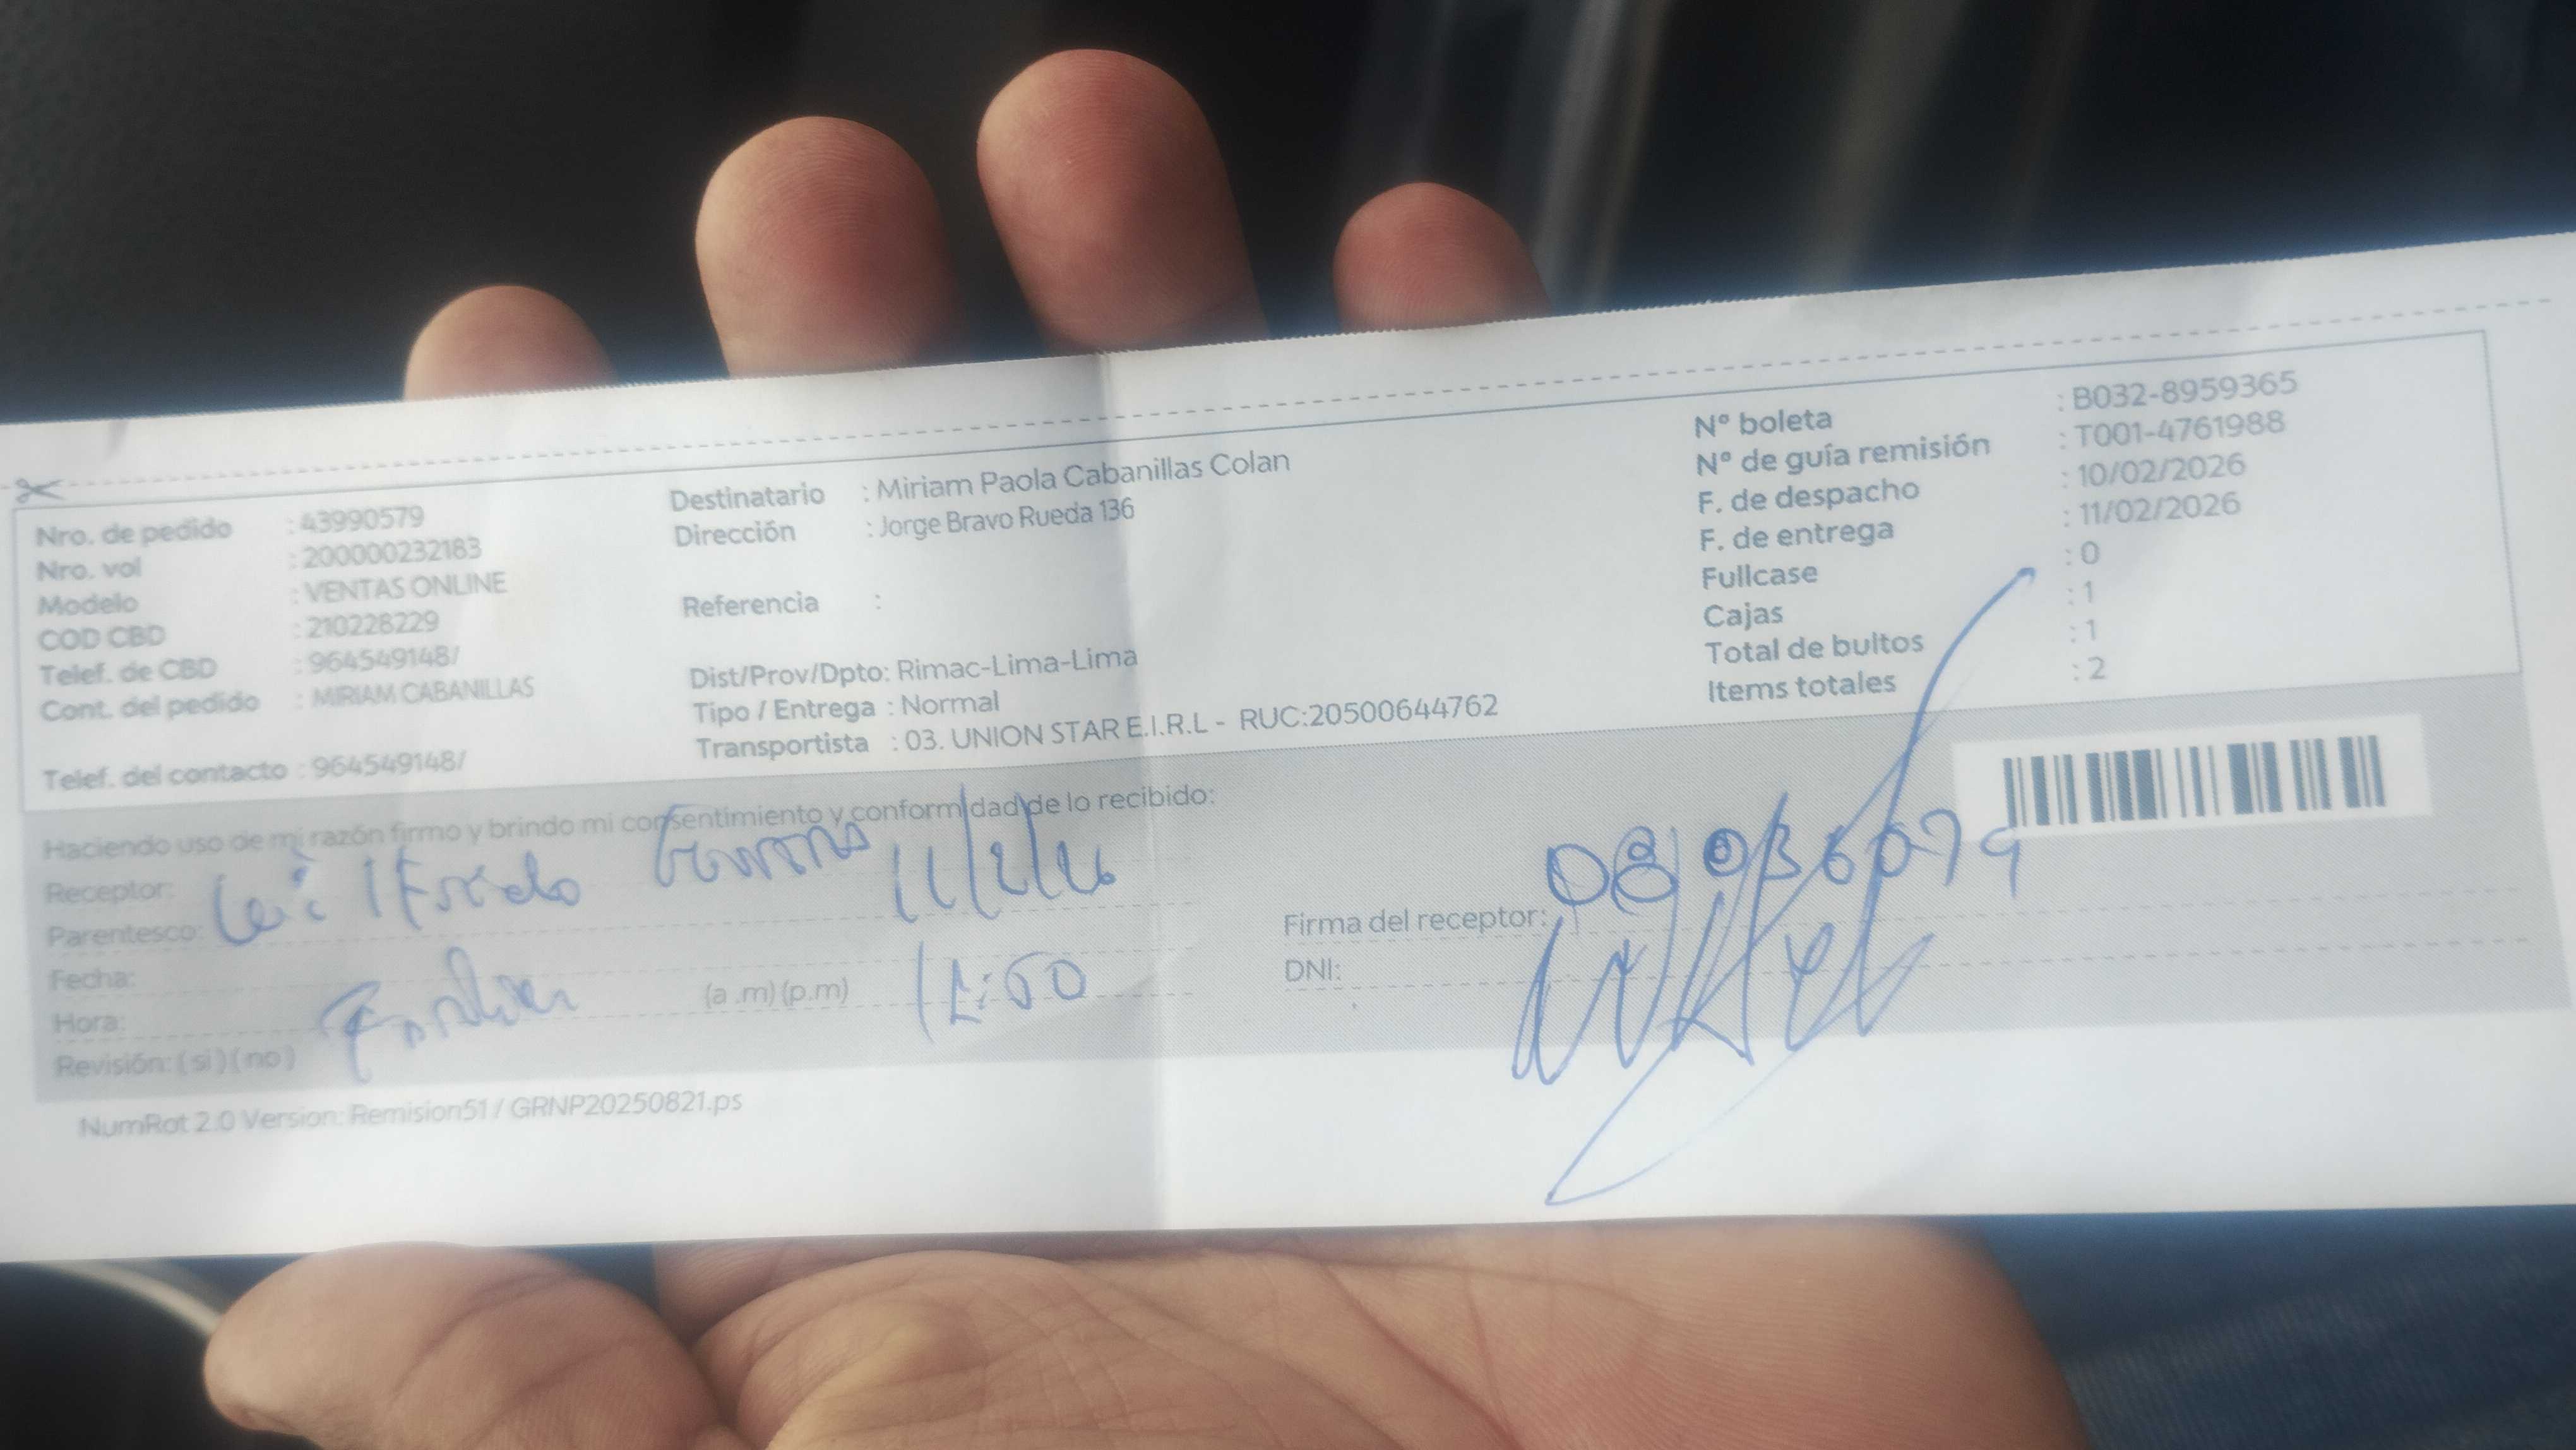 Nro. de pedido : 43990579
Nro. vol : 200000232183
Modelo : VENTAS ONLINE
COD CBD : 210228229
Telef. de CBD : 964549148/
Cont. del pedido : MIRIAM CABANILLAS
Telef. del contacto : 964549148/
Destinatario : Miriam Paola Cabanillas Colan
Dirección : Jorge Bravo Rueda 136
Referencia :
Dist/Prov/Dpto: Rimac-Lima-Lima
Tipo / Entrega : Normal
Transportista : 03. UNION STAR E.I.R.L - RUC:20500644762
Nº boleta : B032-8959365
Nº de guía remisión : T001-4761988
F. de despacho : 10/02/2026
F. de entrega : 11/02/2026
Fullcase : 0
Cajas : 1
Total de bultos : 1
Items totales : 2
Haciendo uso de mi razón firmo y brindo mi consentimiento y conformidad de lo recibido:
Receptor:
Parentesco:
Fecha: 11/2/26
Hora: (a .m) (p.m) 12:50
Revisión: ( si ) ( no )
Firma del receptor:
DNI:
NumRot 2.0 Version: Remision51 / GRNP20250821.ps